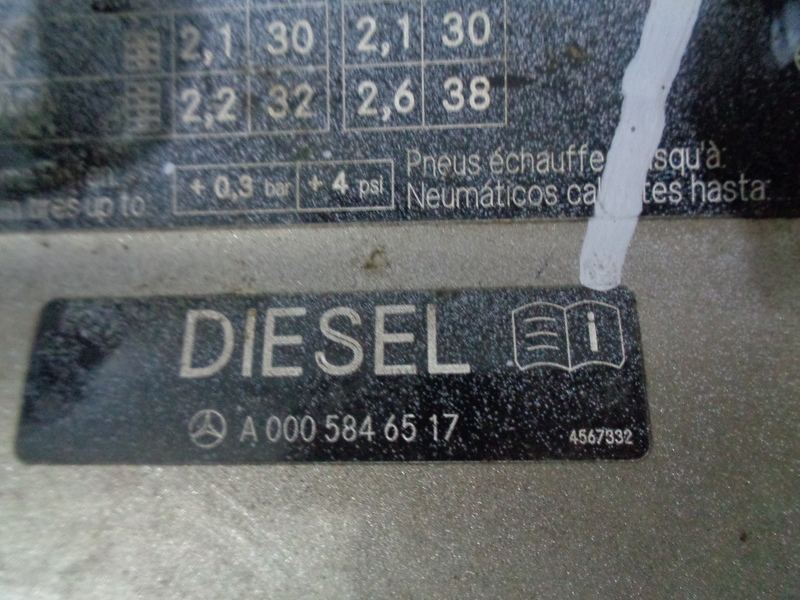 2,1 30 2,1 30
2,2 32 2,6 38
+ 0,3 bar + 4 psi
Pneus échauffe
Neumáticos hasta:
up to
DIESEL i
A 000 584 65 17
4567332